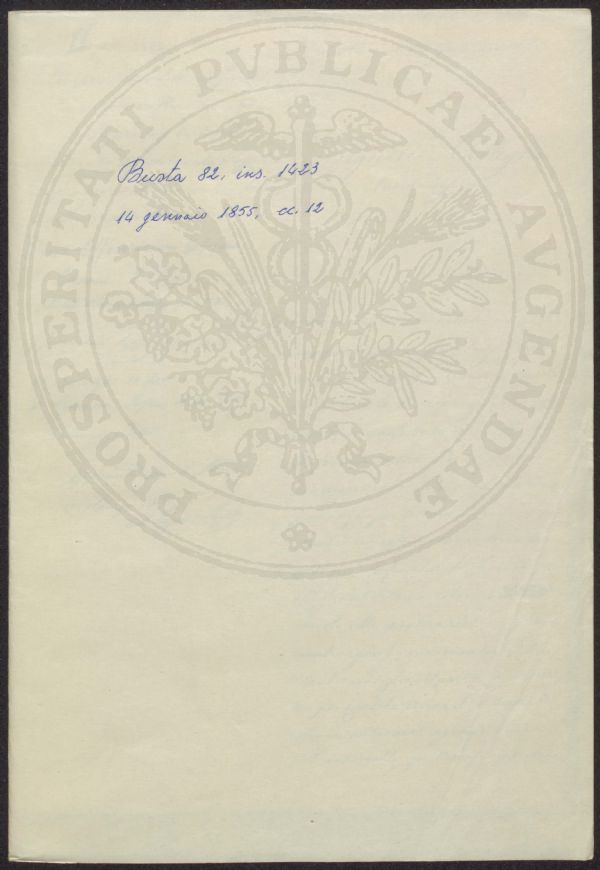 PROSPERITATI PVBLICAE AVGENDAE
Busta 82, ins. 1423
14 gennaio 1855, cc. 12